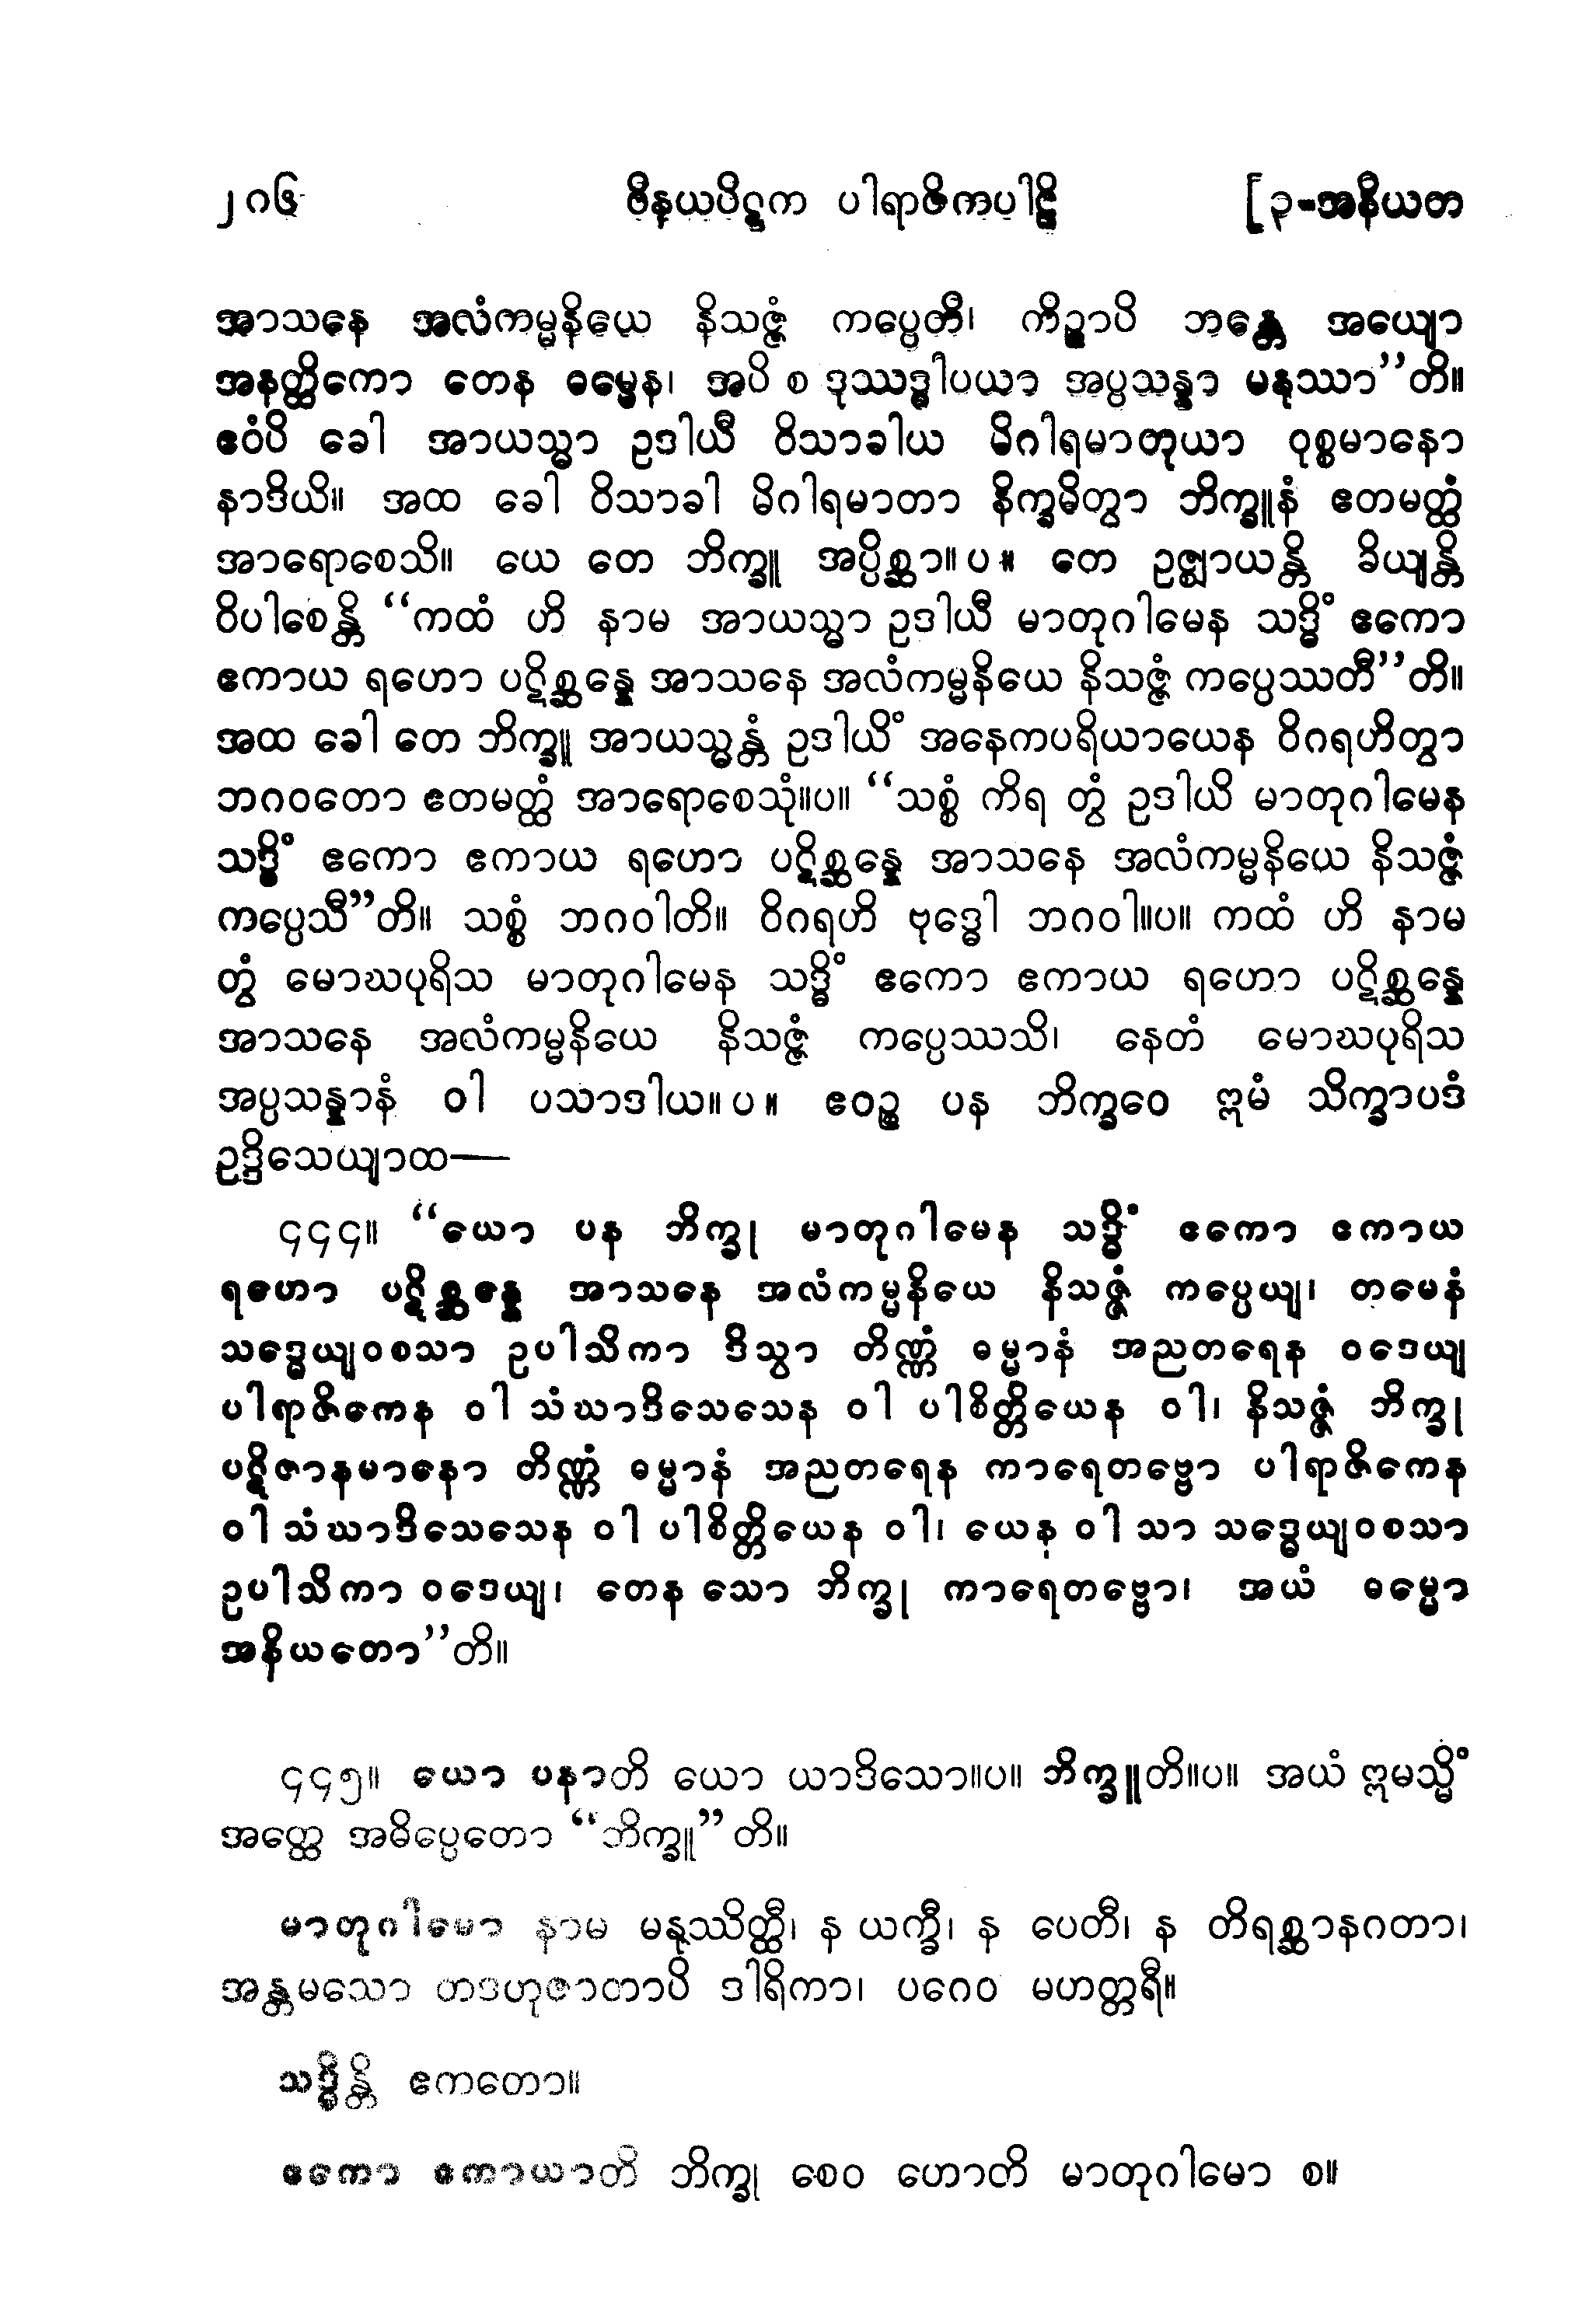 ၂၈၆ ဝိနယပိဋက ပါရာဇိကပါဠိ [၃-အနိယတ
အာသနေ အလံကမ္မနိယေ နိသဇ္ဇံ ကပ္ပေတိ၊ ကိဉ္စာပိ ဘန္တေ အယျော
အနတ္ထိကော တေန ဓမ္မေန၊ အပိ စ ဒုဿဒ္ဓါပယာ အပ္ပသန္နာ မနုဿာ”တိ။
ဧဝံပိ ခေါ အာယသ္မာ ဥဒါယီ ဝိသာခါယ မိဂါရမာတုယာ ဝုစ္စမာနော
နာဒိယိ။ အထ ခေါ ဝိသာခါ မိဂါရမာတာ နိက္ခမိတွာ ဘိက္ခူနံ ဧတမတ္ထံ
အာရောစေသိ။ ယေ တေ ဘိက္ခူ အပ္ပိစ္ဆာ။ပ။ တေ ဥဇ္ဈာယန္တိ ခိယျန္တိ
ဝိပါစေန္တိ “ကထံ ဟိ နာမ အာယသ္မာ ဥဒါယီ မာတုဂါမေန သဒ္ဓိံ ဧကော
ဧကာယ ရဟော ပဋိစ္ဆန္နေ အာသနေ အလံကမ္မနိယေ နိသဇ္ဇံ ကပ္ပေဿတီ”တိ။
အထ ခေါ တေ ဘိက္ခူ အာယသ္မန္တံ ဥဒါယိံ အနေကပရိယာယေန ဝိဂရဟိတွာ
ဘဂဝတော ဧတမတ္ထံ အာရောစေသုံ။ပ။ “သစ္စံ ကိရ တွံ ဥဒါယိ မာတုဂါမေန
သဒ္ဓိံ ဧကော ဧကာယ ရဟော ပဋိစ္ဆန္နေ အာသနေ အလံကမ္မနိယေ နိသဇ္ဇံ
ကပ္ပေသီ”တိ။ သစ္စံ ဘဂဝါတိ။ ဝိဂရဟိ ဗုဒ္ဓေါ ဘဂဝါ။ပ။ ကထံ ဟိ နာမ
တွံ မောဃပုရိသ မာတုဂါမေန သဒ္ဓိံ ဧကော ဧကာယ ရဟော ပဋိစ္ဆန္နေ
အာသနေ အလံကမ္မနိယေ နိသဇ္ဇံ ကပ္ပေဿသိ၊ နေတံ မောဃပုရိသ
အပ္ပသန္နာနံ ဝါ ပသာဒါယ။ပ။ ဧဝဉ္စ ပန ဘိက္ခဝေ ဣမံ သိက္ခာပဒံ
ဥဒ္ဒိသေယျာထ—
၄၄၄။ “ယော ပန ဘိက္ခု မာတုဂါမေန သဒ္ဓိံ ဧကော ဧကာယ
ရဟော ပဋိစ္ဆန္နေ အာသနေ အလံကမ္မနိယေ နိသဇ္ဇံ ကပ္ပေယျ၊ တမေနံ
သဒ္ဓေယျဝစသာ ဥပါသိကာ ဒိသွာ တိဏ္ဏံ ဓမ္မာနံ အညတရေန ဝဒေယျ
ပါရာဇိကေန ဝါ သံဃာဒိသေသေန ဝါ ပါစိတ္တိယေန ဝါ၊ နိသဇ္ဇံ ဘိက္ခု
ပဋိဇာနမာနော တိဏ္ဏံ ဓမ္မာနံ အညတရေန ကာရေတဗ္ဗော ပါရာဇိကေန
ဝါ သံဃာဒိသေသေန ဝါ ပါစိတ္တိယေန ဝါ၊ ယေန ဝါ သာ သဒ္ဓေယျဝစသာ
ဥပါသိကာ ဝဒေယျ၊ တေန သော ဘိက္ခု ကာရေတဗ္ဗော၊ အယံ ဓမ္မော
အနိယတော”တိ။
၄၄၅။ ယော ပနာတိ ယော ယာဒိသော။ပ။ ဘိက္ခူတိ။ပ။ အယံ ဣမသ္မိံ
အတ္ထေ အဓိပ္ပေတော “ဘိက္ခူ”တိ။
မာတုဂါမော နာမ မနုဿိတ္ထီ၊ န ယက္ခီ၊ န ပေတီ၊ န တိရစ္ဆာနဂတာ၊
အန္တမသော တဒဟုဇာတာပိ ဒါရိကာ၊ ပဂေဝ မဟတ္တရီ။
သဒ္ဓိန္တိ ဧကတော။
ဧကော ဧကာယာတိ ဘိက္ခု စေဝ ဟောတိ မာတုဂါမော စ။